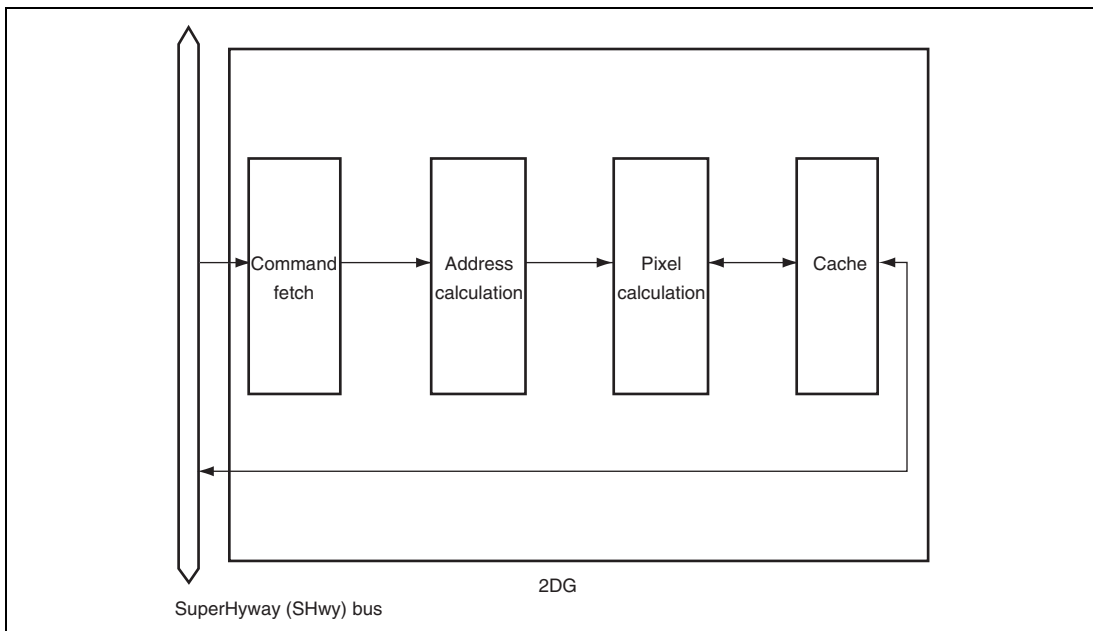 Command
fetch
Address
calculation
Pixel
calculation
Cache
2DG
SuperHyway (SHwy) bus